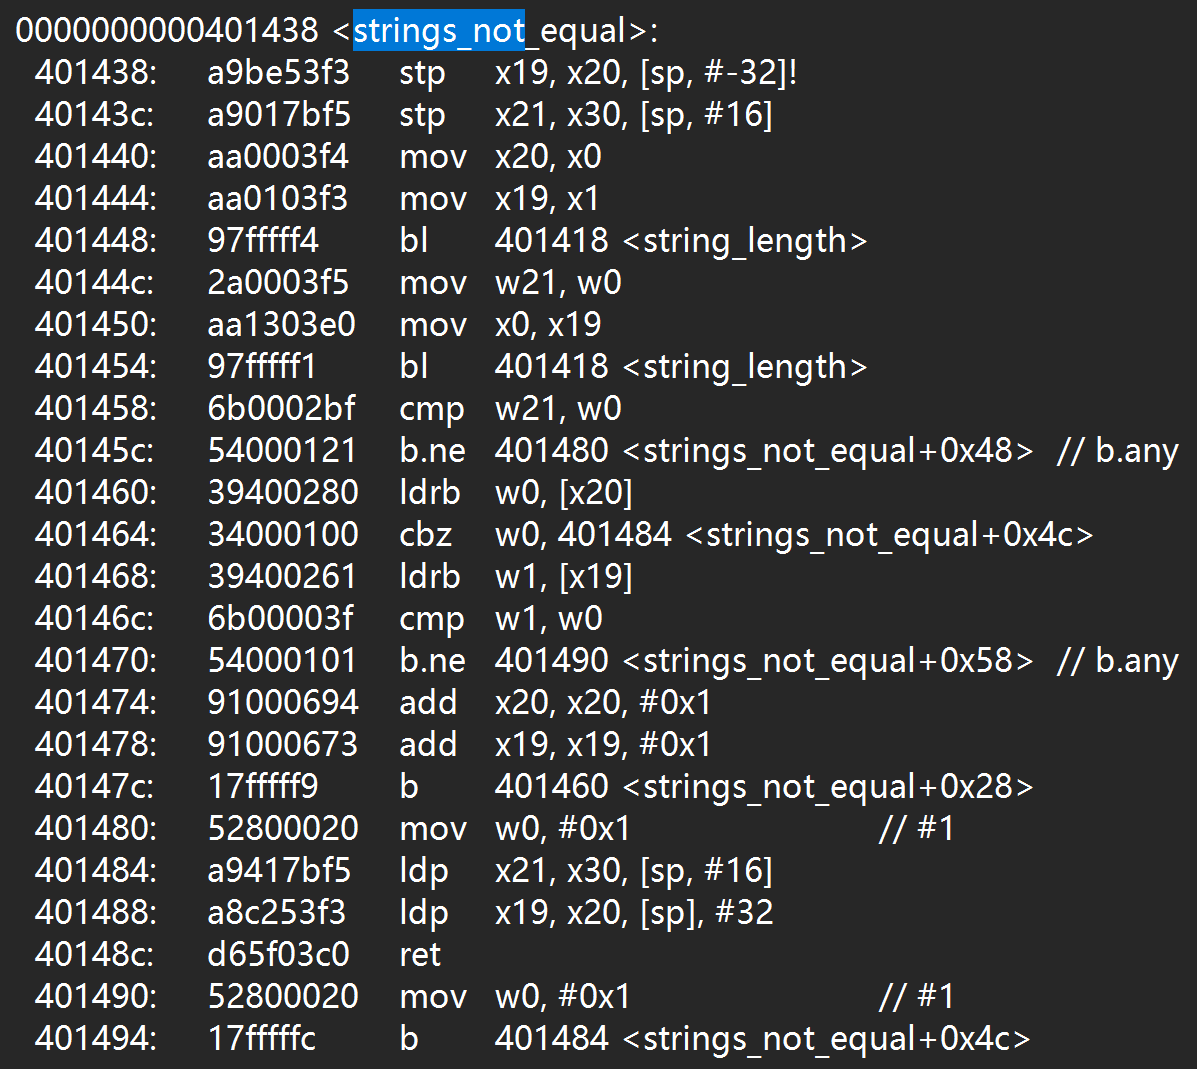 0000000000401438 <strings_not_equal>:
401438: a9be53f3 stp x19, x20, [sp, #-32]!
40143c: a9017bf5 stp x21, x30, [sp, #16]
401440: aa0003f4 mov x20, x0
401444: aa0103f3 mov x19, x1
401448: 97fffff4 bl 401418 <string_length>
40144c: 2a0003f5 mov w21, w0
401450: aa1303e0 mov x0, x19
401454: 97fffff1 bl 401418 <string_length>
401458: 6b0002bf cmp w21, w0
40145c: 54000121 b.ne 401480 <strings_not_equal+0x48> // b.any
401460: 39400280 ldrb w0, [x20]
401464: 34000100 cbz w0, 401484 <strings_not_equal+0x4c>
401468: 39400261 ldrb w1, [x19]
40146c: 6b00003f cmp w1, w0
401470: 54000101 b.ne 401490 <strings_not_equal+0x58> // b.any
401474: 91000694 add x20, x20, #0x1
401478: 91000673 add x19, x19, #0x1
40147c: 17fffff9 b 401460 <strings_not_equal+0x28>
401480: 52800020 mov w0, #0x1 // #1
401484: a9417bf5 ldp x21, x30, [sp, #16]
401488: a8c253f3 ldp x19, x20, [sp], #32
40148c: d65f03c0 ret
401490: 52800020 mov w0, #0x1 // #1
401494: 17fffffc b 401484 <strings_not_equal+0x4c>